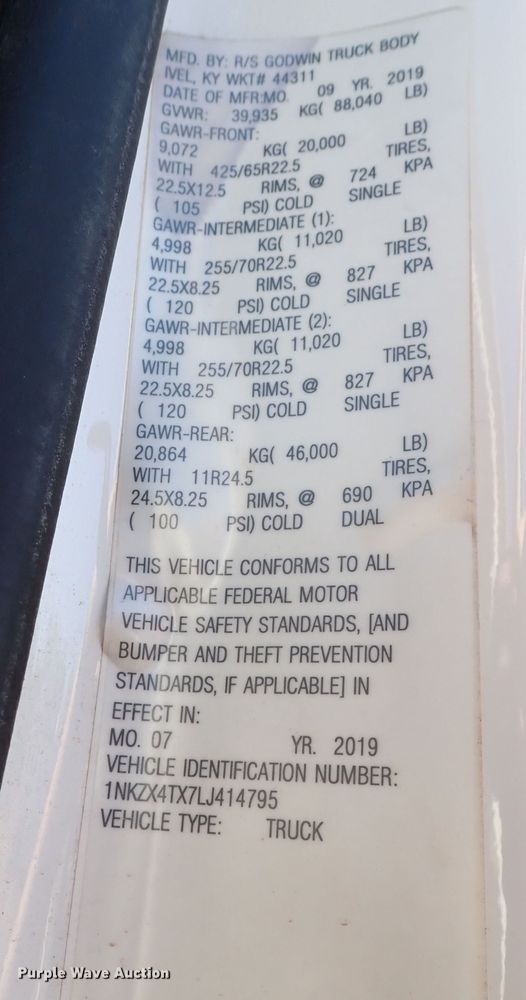 MFD. BY: R/S GODWIN TRUCK BODY
IVEL, KY WKT# 44311
DATE OF MFR:MO. 09 YR. 2019
GVWR: 39,935 KG( 88,040 LB)
GAWR-FRONT:
9,072 KG( 20,000 LB)
WITH 425/65R22.5 TIRES,
22.5X12.5 RIMS, @ 724 KPA
( 105 PSI) COLD SINGLE
GAWR-INTERMEDIATE (1):
4,998 KG( 11,020 LB)
WITH 255/70R22.5 TIRES,
22.5X8.25 RIMS, @ 827 KPA
( 120 PSI) COLD SINGLE
GAWR-INTERMEDIATE (2):
4,998 KG( 11,020 LB)
WITH 255/70R22.5 TIRES,
22.5X8.25 RIMS, @ 827 KPA
( 120 PSI) COLD SINGLE
GAWR-REAR:
20,864 KG( 46,000 LB)
WITH 11R24.5 TIRES,
24.5X8.25 RIMS, @ 690 KPA
( 100 PSI) COLD DUAL
THIS VEHICLE CONFORMS TO ALL
APPLICABLE FEDERAL MOTOR
VEHICLE SAFETY STANDARDS, [AND
BUMPER AND THEFT PREVENTION
STANDARDS, IF APPLICABLE] IN
EFFECT IN:
MO. 07 YR. 2019
VEHICLE IDENTIFICATION NUMBER:
1NKZX4TX7LJ414795
VEHICLE TYPE: TRUCK
Purple Wave Auction